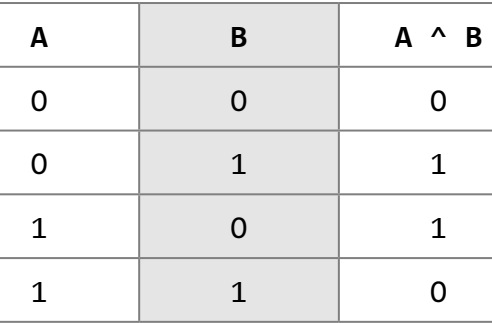 A B A ^ B
0 0 0
0 1 1
1 0 1
1 1 0